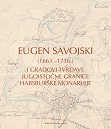 EUGEN SAVOJSKI
(1663.-1736.)
I GRADOVI-TVRĐAVE
JUGOISTOČNE GRANICE
HABSBURŠKE MONARHIJE